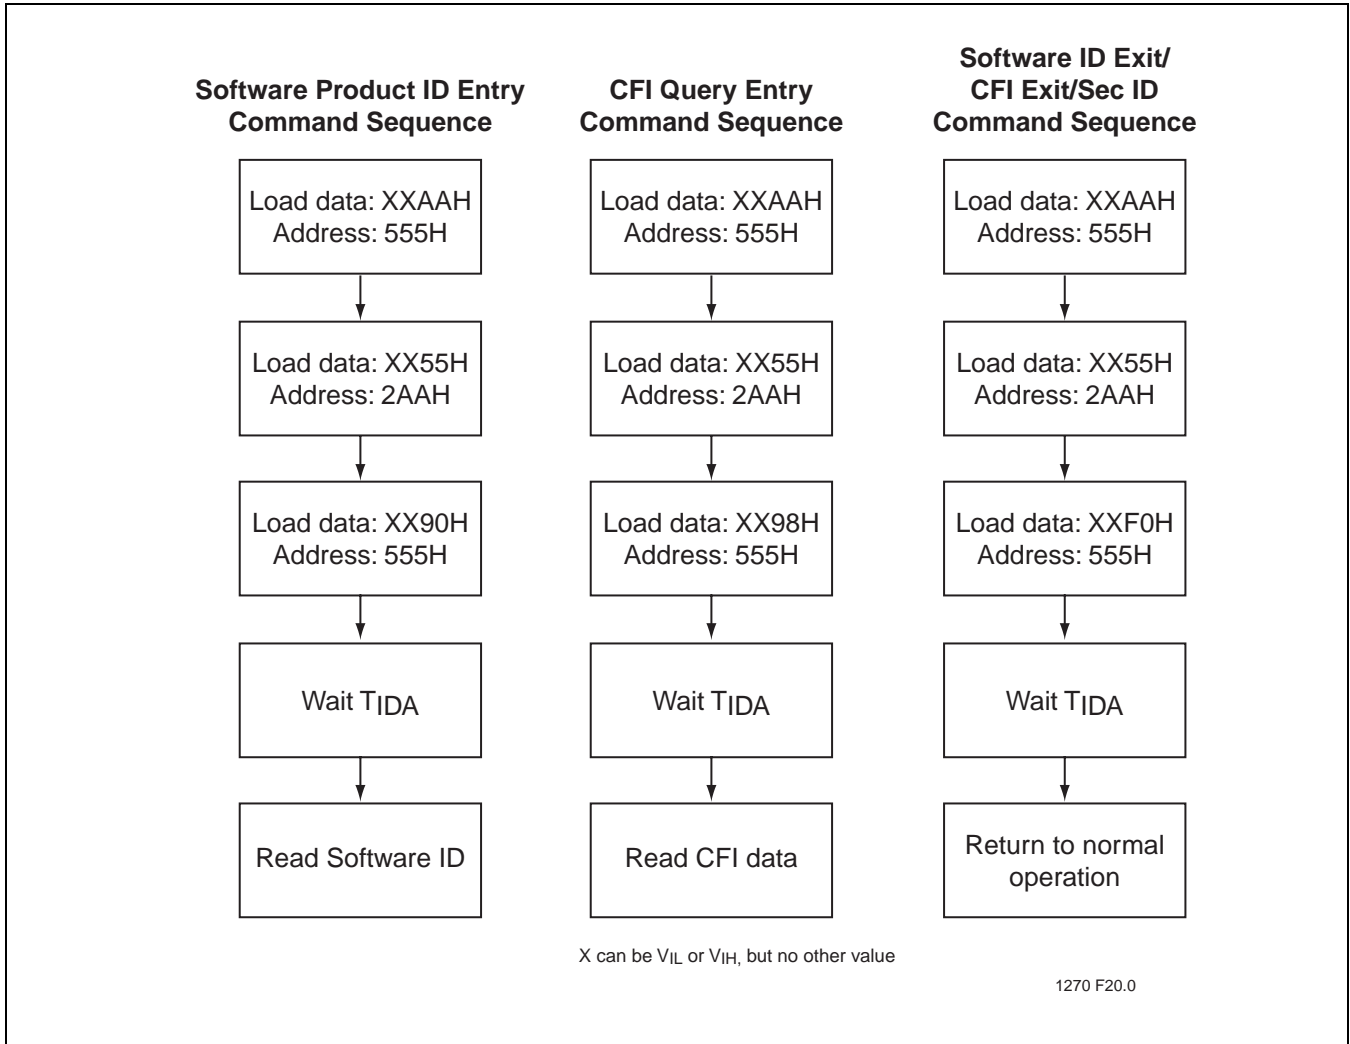 Software Product ID Entry
Command Sequence
Load data: XXAAH
Address: 555H
Load data: XX55H
Address: 2AAH
Load data: XX90H
Address: 555H
Wait TIDA
Read Software ID
CFI Query Entry
Command Sequence
Load data: XXAAH
Address: 555H
Load data: XX55H
Address: 2AAH
Load data: XX98H
Address: 555H
Wait TIDA
Read CFI data
Software ID Exit/
CFI Exit/Sec ID
Command Sequence
Load data: XXAAH
Address: 555H
Load data: XX55H
Address: 2AAH
Load data: XXF0H
Address: 555H
Wait TIDA
Return to normal
operation
X can be VIL or VIH, but no other value
1270 F20.0